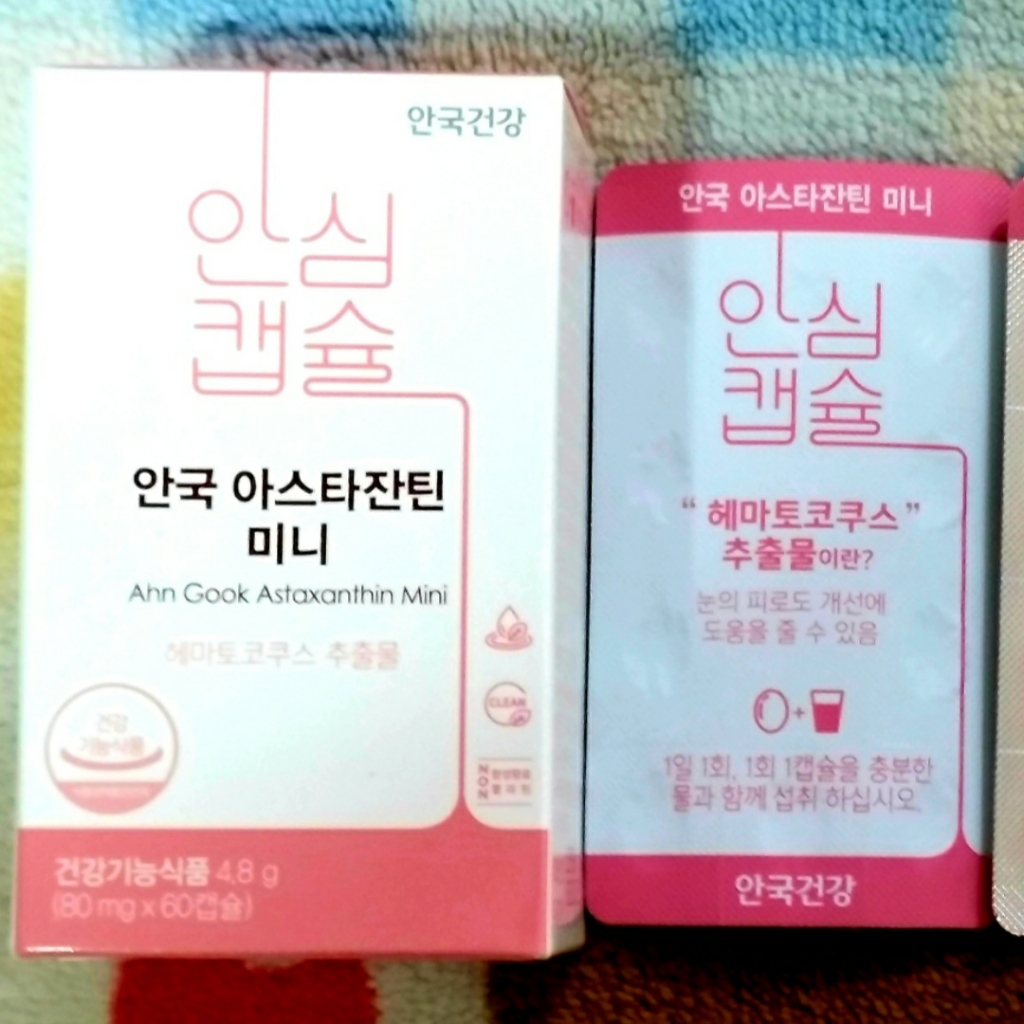 안국건강
안심
캡슐
안국 아스타잔틴
미니
Ahn Gook Astaxanthin Mini
헤마토코쿠스 추출물
CLEAN
NON
건강
기능식품
건강기능식품 4.8 g
(80 mg x 60캡슐)
안국 아스타잔틴 미니
안심
캡슐
“ 헤마토코쿠스 ”
추출물이란?
눈의 피로도 개선에
도움을 줄 수 있음
+
1일 1회, 1회 1캡슐을 충분한
물과 함께 섭취 하십시오.
안국건강